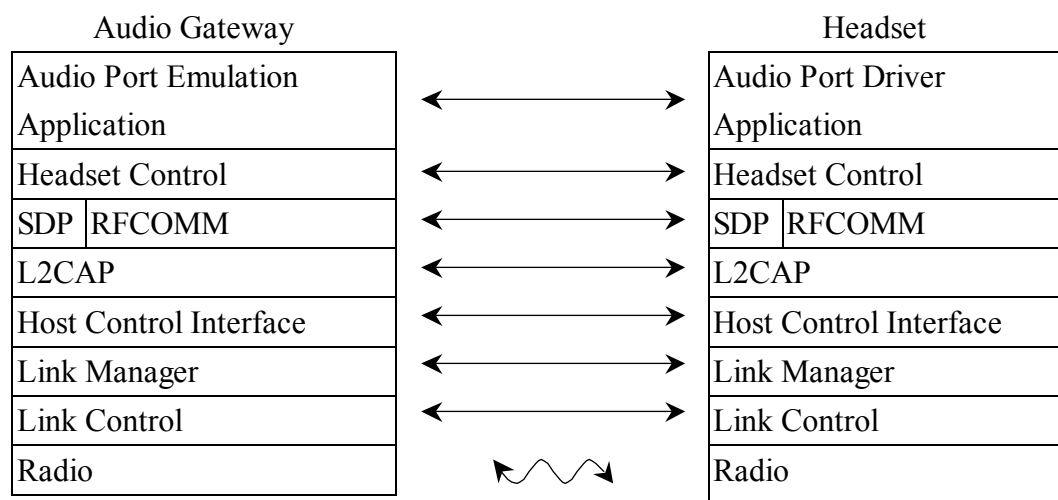 Audio Gateway
Headset
Audio Port Emulation
Application
Audio Port Driver
Application
Headset Control
Headset Control
SDP RFCOMM
SDP RFCOMM
L2CAP
L2CAP
Host Control Interface
Host Control Interface
Link Manager
Link Manager
Link Control
Link Control
Radio
Radio